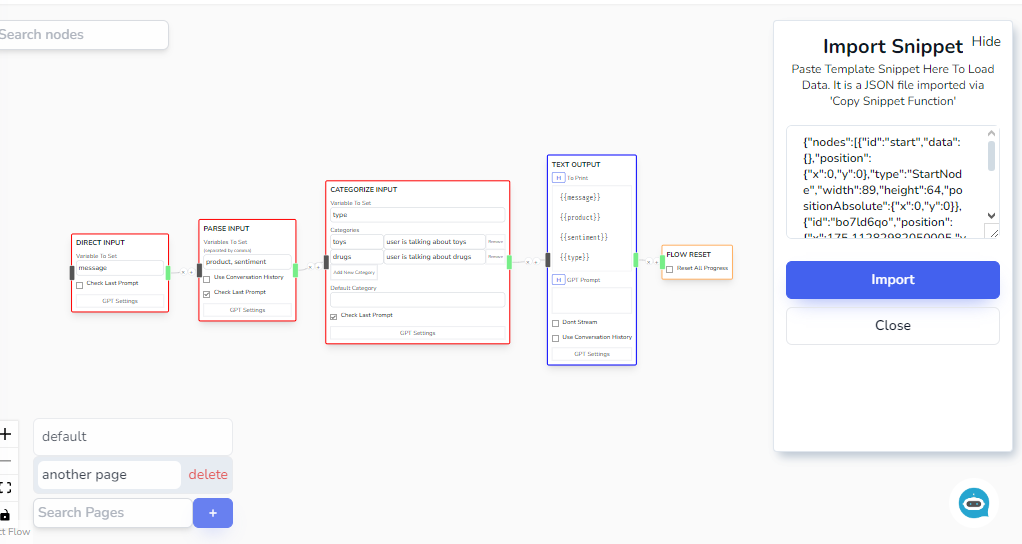 Search nodes
DIRECT INPUT
Variable To Set
message
Check Last Prompt
GPT Settings
PARSE INPUT
Variables To Set
(separated by comma)
product, sentiment
Use Conversation History
Check Last Prompt
GPT Settings
CATEGORIZE INPUT
Variable To Set
type
Categories
toys
user is talking about toys
Remove
drugs
user is talking about drugs
Remove
Add New Category
Default Category
Check Last Prompt
GPT Settings
TEXT OUTPUT
H To Print
{{message}}
{{product}}
{{sentiment}}
{{type}}
H GPT Prompt
Dont Stream
Use Conversation History
GPT Settings
FLOW RESET
Reset All Progress
Import Snippet
Hide
Paste Template Snippet Here To Load
Data. It is a JSON file imported via
'Copy Snippet Function'
{"nodes":[{"id":"start","data":
{},"position":
{"x":0,"y":0},"type":"StartNod
e","width":89,"height":64,"po
sitionAbsolute":{"x":0,"y":0}},
{"id":"bo7ld6qo","position":
Import
Close
default
another page
delete
Search Pages
+
ct Flow